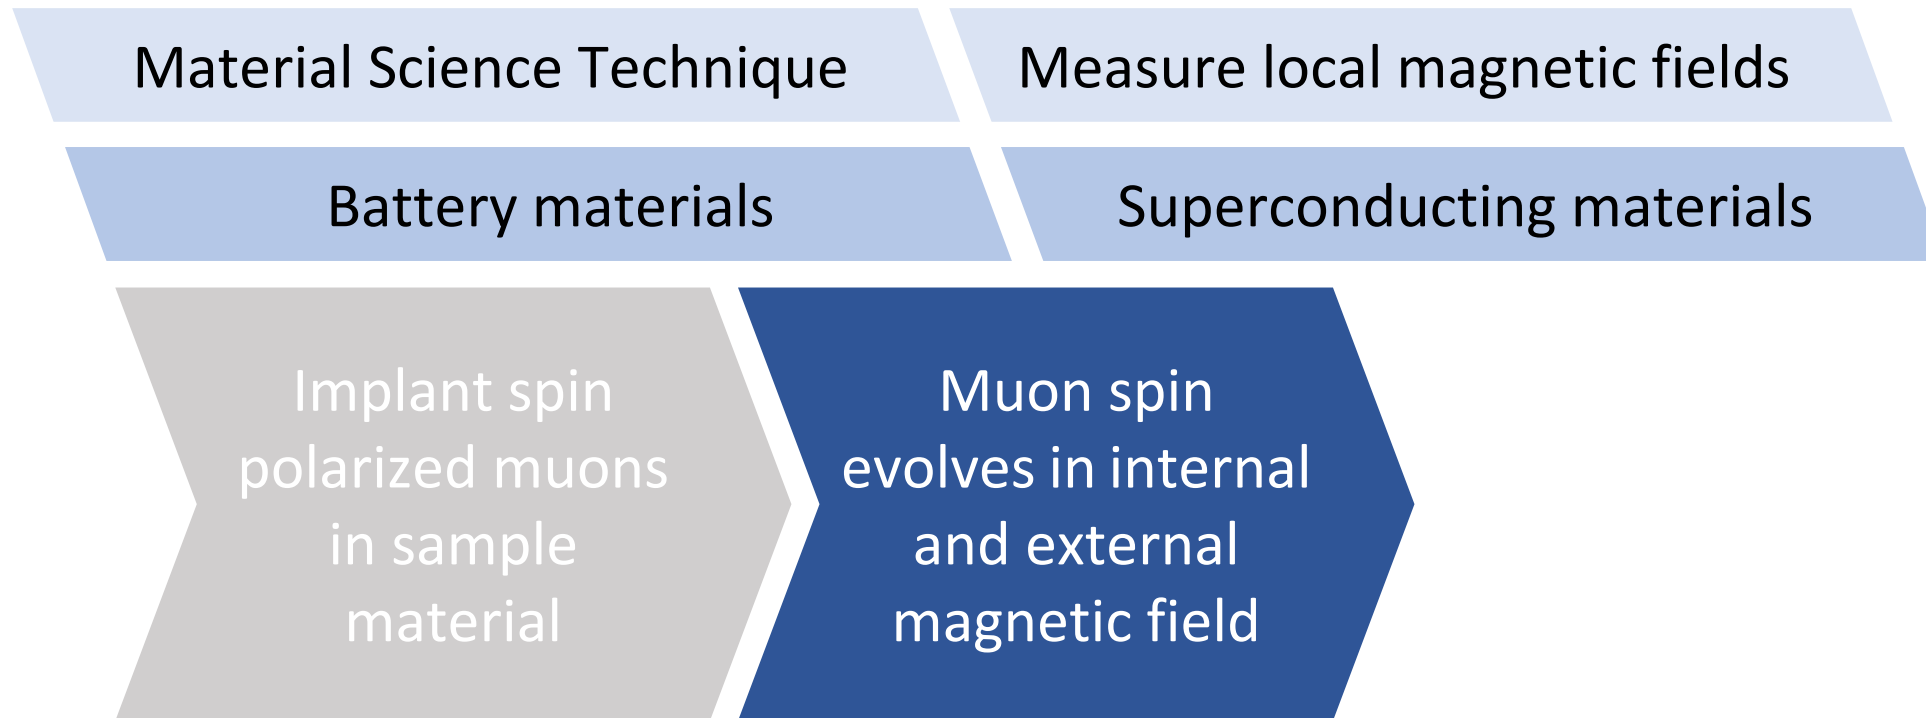 Material Science Technique
Measure local magnetic fields
Battery materials
Superconducting materials
Implant spin
polarized muons
in sample
material
Muon spin
evolves in internal
and external
magnetic field